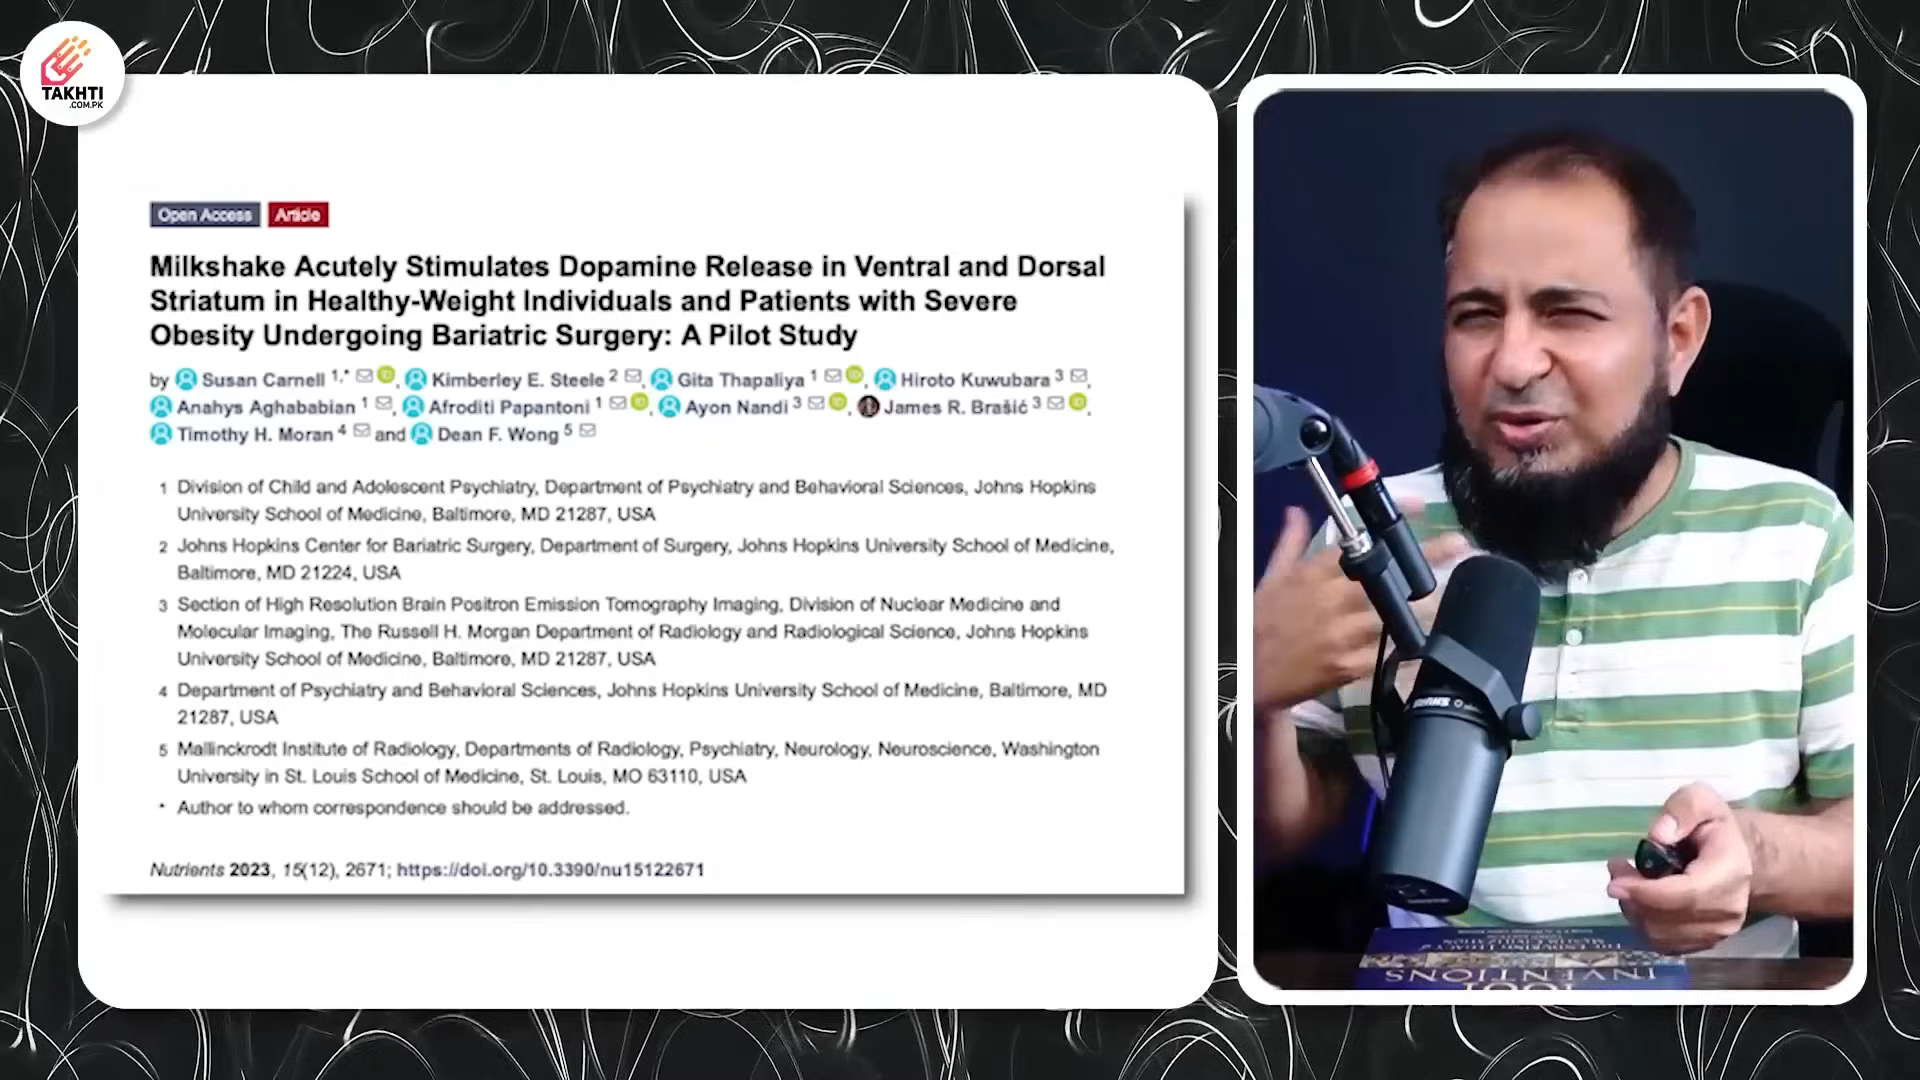 TAKHTI
.COM.PK
Open Access Article
Milkshake Acutely Stimulates Dopamine Release in Ventral and Dorsal
Striatum in Healthy-Weight Individuals and Patients with Severe
Obesity Undergoing Bariatric Surgery: A Pilot Study
by Susan Carnell 1,* , Kimberley E. Steele 2 , Gita Thapaliya 1 , Hiroto Kuwubara 3 ,
Anahys Aghababian 1 , Afroditi Papantoni 1 , Ayon Nandi 3 , James R. Brašić 3 ,
Timothy H. Moran 4 and Dean F. Wong 5
1 Division of Child and Adolescent Psychiatry, Department of Psychiatry and Behavioral Sciences, Johns Hopkins
University School of Medicine, Baltimore, MD 21287, USA
2 Johns Hopkins Center for Bariatric Surgery, Department of Surgery, Johns Hopkins University School of Medicine,
Baltimore, MD 21224, USA
3 Section of High Resolution Brain Positron Emission Tomography Imaging, Division of Nuclear Medicine and
Molecular Imaging, The Russell H. Morgan Department of Radiology and Radiological Science, Johns Hopkins
University School of Medicine, Baltimore, MD 21287, USA
4 Department of Psychiatry and Behavioral Sciences, Johns Hopkins University School of Medicine, Baltimore, MD
21287, USA
5 Mallinckrodt Institute of Radiology, Departments of Radiology, Psychiatry, Neurology, Neuroscience, Washington
University in St. Louis School of Medicine, St. Louis, MO 63110, USA
* Author to whom correspondence should be addressed.
Nutrients 2023, 15(12), 2671; https://doi.org/10.3390/nu15122671
SHURE
1001
INVENTIONS
THE ENDURING LEGACY OF
MUSLIM CIVILIZATION